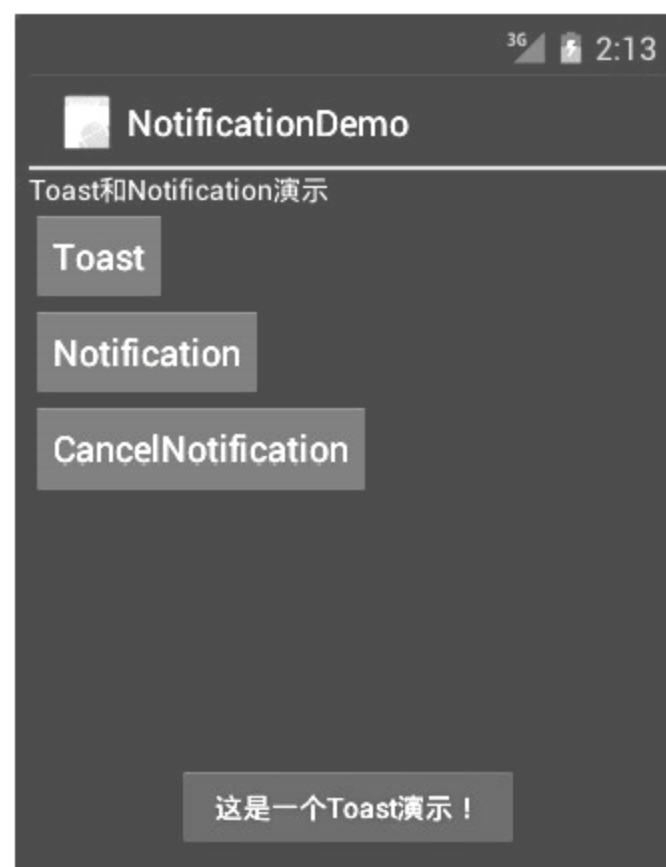 3G 2:13
NotificationDemo
Toast和Notification演示
Toast
Notification
CancelNotification
这是一个Toast演示！